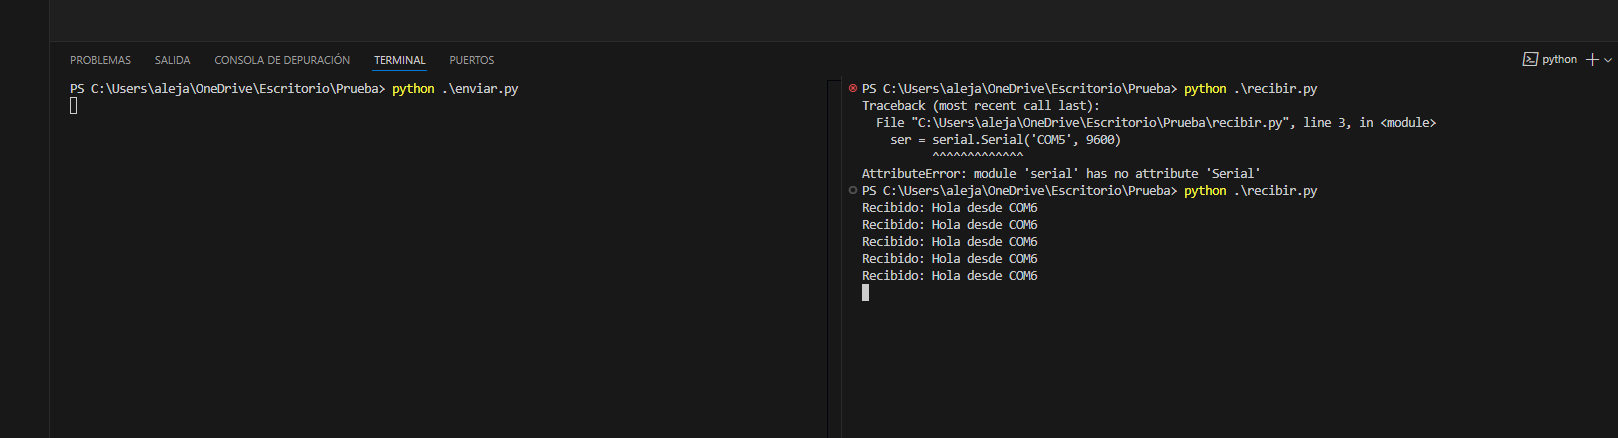 PROBLEMAS SALIDA CONSOLA DE DEPURACIÓN TERMINAL PUERTOS
python
PS C:\Users\aleja\OneDrive\Escritorio\Prueba> python .\enviar.py
PS C:\Users\aleja\OneDrive\Escritorio\Prueba> python .\recibir.py
Traceback (most recent call last):
  File "C:\Users\aleja\OneDrive\Escritorio\Prueba\recibir.py", line 3, in <module>
    ser = serial.Serial('COM5', 9600)
          ^^^^^^^^^^^^^
AttributeError: module 'serial' has no attribute 'Serial'
PS C:\Users\aleja\OneDrive\Escritorio\Prueba> python .\recibir.py
Recibido: Hola desde COM6
Recibido: Hola desde COM6
Recibido: Hola desde COM6
Recibido: Hola desde COM6
Recibido: Hola desde COM6